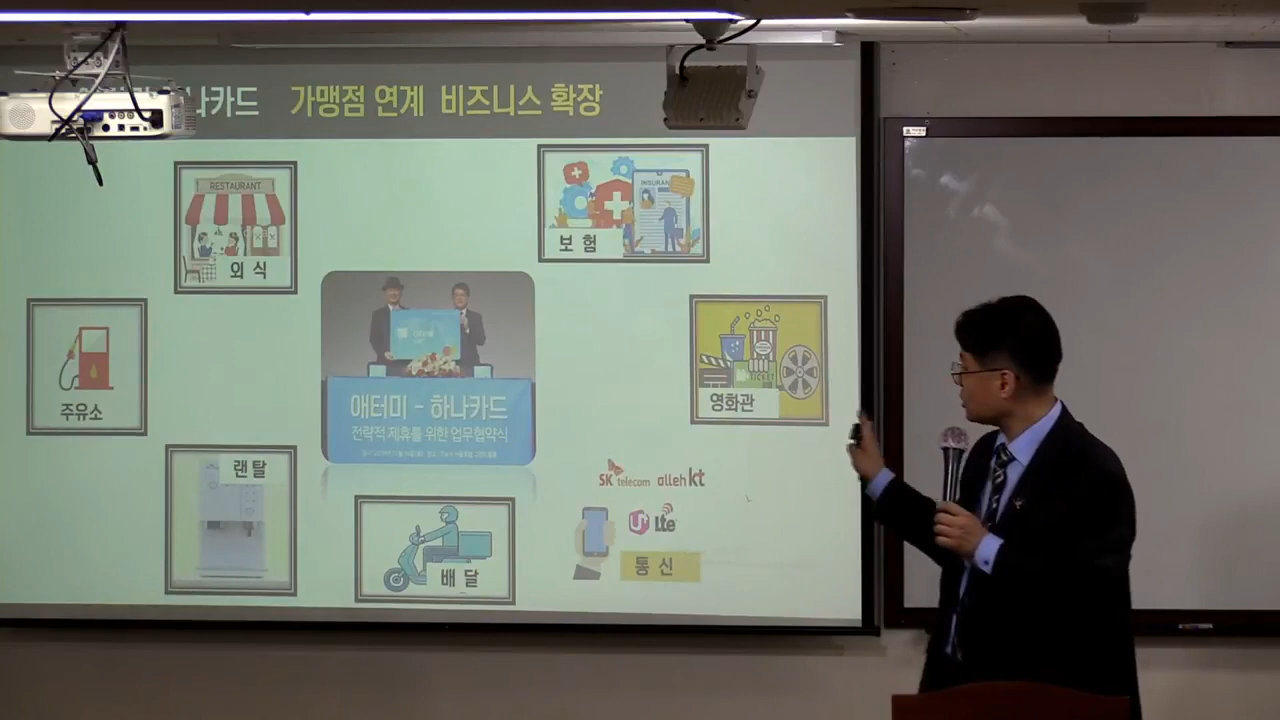 나카드 가맹점 연계 비즈니스 확장
RESTAURANT
외 식
보 험
주유소
영화관
TICKET
애터미 - 하나카드
전략적 제휴를 위한 업무협약식
랜 탈
배 달
SK telecom olleh kt
U+ Lte
통 신